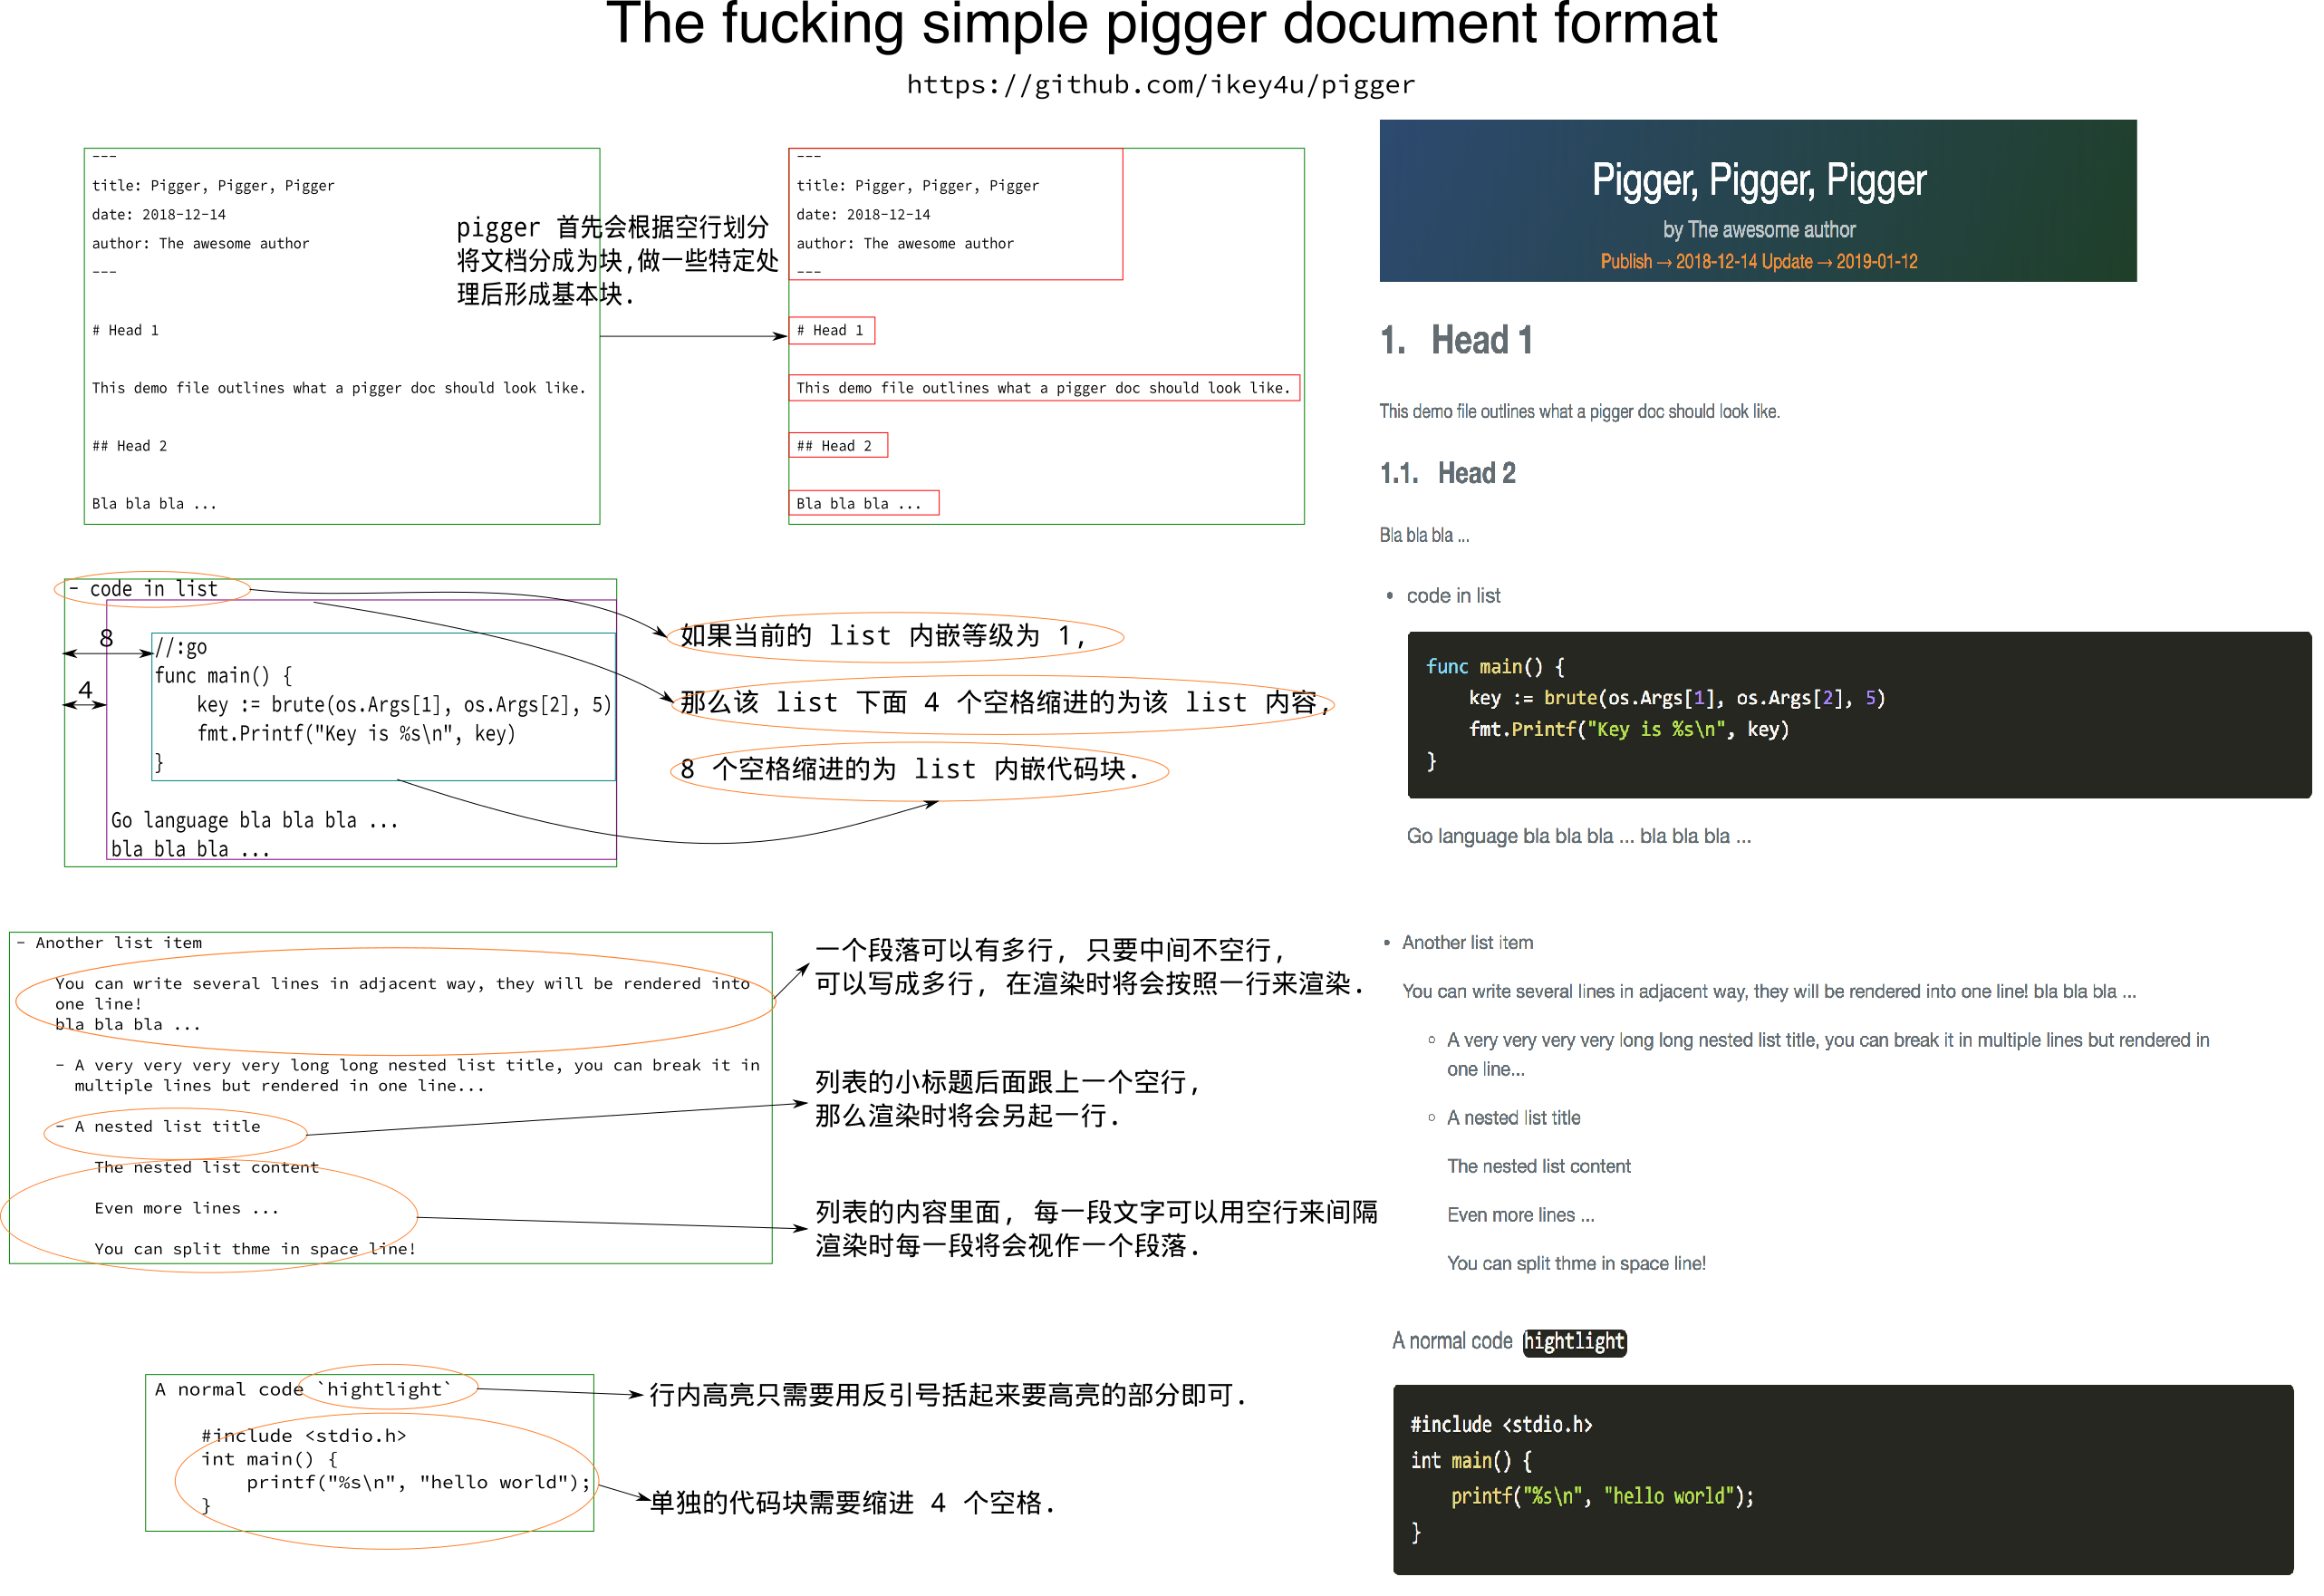 The fucking simple pigger document format
https://github.com/ikey4u/pigger
---
title: Pigger, Pigger, Pigger
date: 2018-12-14
author: The awesome author
---
# Head 1
This demo file outlines what a pigger doc should look like.
## Head 2
Bla bla bla ...
pigger 首先会根据空行划分
将文档分成为块,做一些特定处
理后形成基本块.
---
title: Pigger, Pigger, Pigger
date: 2018-12-14
author: The awesome author
---
# Head 1
This demo file outlines what a pigger doc should look like.
## Head 2
Bla bla bla ...
Pigger, Pigger, Pigger
by The awesome author
Publish → 2018-12-14 Update → 2019-01-12
1. Head 1
This demo file outlines what a pigger doc should look like.
1.1. Head 2
Bla bla bla ...
- code in list
8
4
//:go
func main() {
    key := brute(os.Args[1], os.Args[2], 5)
    fmt.Printf("Key is %s\n", key)
}
Go language bla bla bla ...
bla bla bla ...
如果当前的 list 内嵌等级为 1,
那么该 list 下面 4 个空格缩进的为该 list 内容,
8 个空格缩进的为 list 内嵌代码块.
• code in list
func main() {
    key := brute(os.Args[1], os.Args[2], 5)
    fmt.Printf("Key is %s\n", key)
}
Go language bla bla bla ... bla bla bla ...
- Another list item
You can write several lines in adjacent way, they will be rendered into
one line!
bla bla bla ...
- A very very very very long long nested list title, you can break it in
multiple lines but rendered in one line...
- A nested list title
The nested list content
Even more lines ...
You can split thme in space line!
一个段落可以有多行, 只要中间不空行,
可以写成多行, 在渲染时将会按照一行来渲染.
列表的小标题后面跟上一个空行,
那么渲染时将会另起一行.
列表的内容里面, 每一段文字可以用空行来间隔
渲染时每一段将会视作一个段落.
• Another list item
You can write several lines in adjacent way, they will be rendered into one line! bla bla bla ...
◦ A very very very very long long nested list title, you can break it in multiple lines but rendered in
one line...
◦ A nested list title
The nested list content
Even more lines ...
You can split thme in space line!
A normal code `hightlight`
#include <stdio.h>
int main() {
    printf("%s\n", "hello world");
}
行内高亮只需要用反引号括起来要高亮的部分即可.
单独的代码块需要缩进 4 个空格.
A normal code hightlight
#include <stdio.h>
int main() {
    printf("%s\n", "hello world");
}